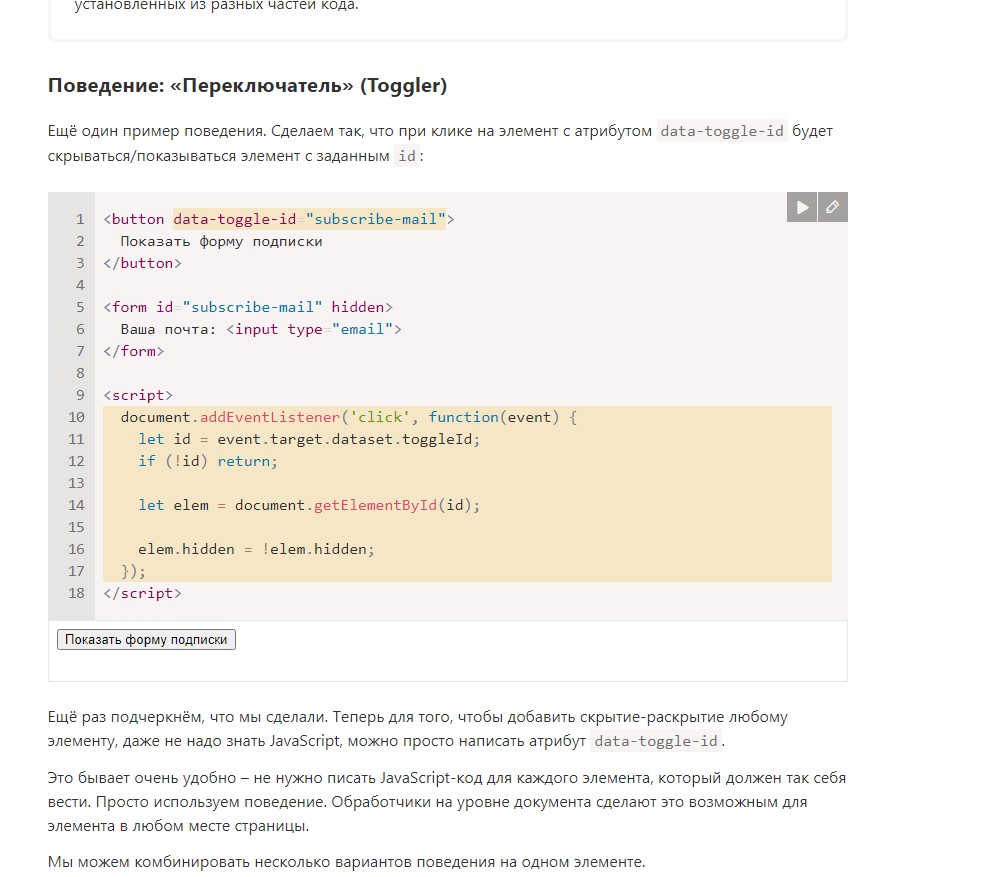 установленных из разных частей кода.
Поведение: «Переключатель» (Toggler)
Ещё один пример поведения. Сделаем так, что при клике на элемент с атрибутом data-toggle-id будет
скрываться/показываться элемент с заданным id:
1 <button data-toggle-id="subscribe-mail">
2   Показать форму подписки
3 </button>
4
5 <form id="subscribe-mail" hidden>
6   Ваша почта: <input type="email">
7 </form>
8
9 <script>
10   document.addEventListener('click', function(event) {
11     let id = event.target.dataset.toggleId;
12     if (!id) return;
13
14     let elem = document.getElementById(id);
15
16     elem.hidden = !elem.hidden;
17   });
18 </script>
Показать форму подписки
Ещё раз подчеркнём, что мы сделали. Теперь для того, чтобы добавить скрытие-раскрытие любому
элементу, даже не надо знать JavaScript, можно просто написать атрибут data-toggle-id.
Это бывает очень удобно – не нужно писать JavaScript-код для каждого элемента, который должен так себя
вести. Просто используем поведение. Обработчики на уровне документа сделают это возможным для
элемента в любом месте страницы.
Мы можем комбинировать несколько вариантов поведения на одном элементе.